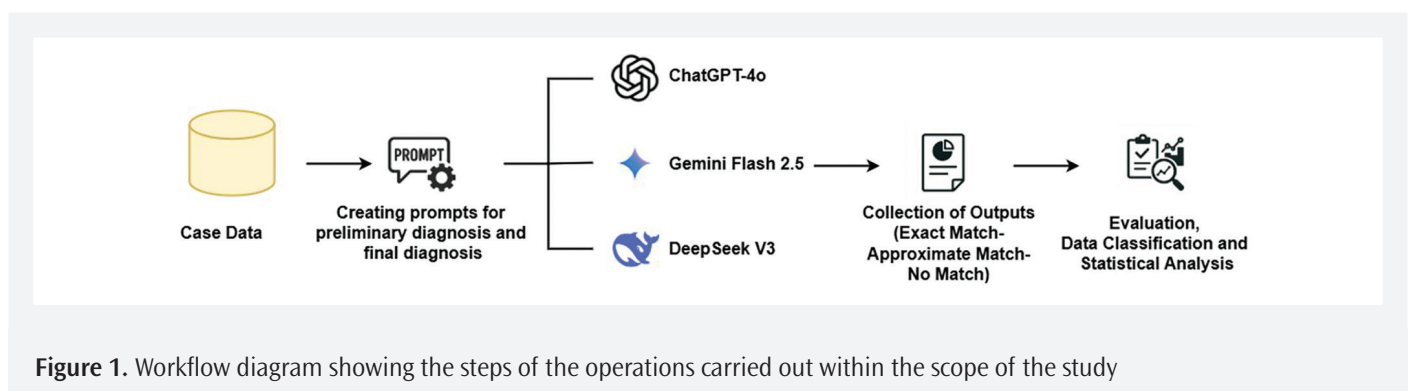 Case Data
PROMPT
Creating prompts for
preliminary diagnosis and
final diagnosis
ChatGPT-4o
Gemini Flash 2.5
DeepSeek V3
Collection of Outputs
(Exact Match-
Approximate Match-
No Match)
Evaluation,
Data Classification and
Statistical Analysis
Figure 1. Workflow diagram showing the steps of the operations carried out within the scope of the study